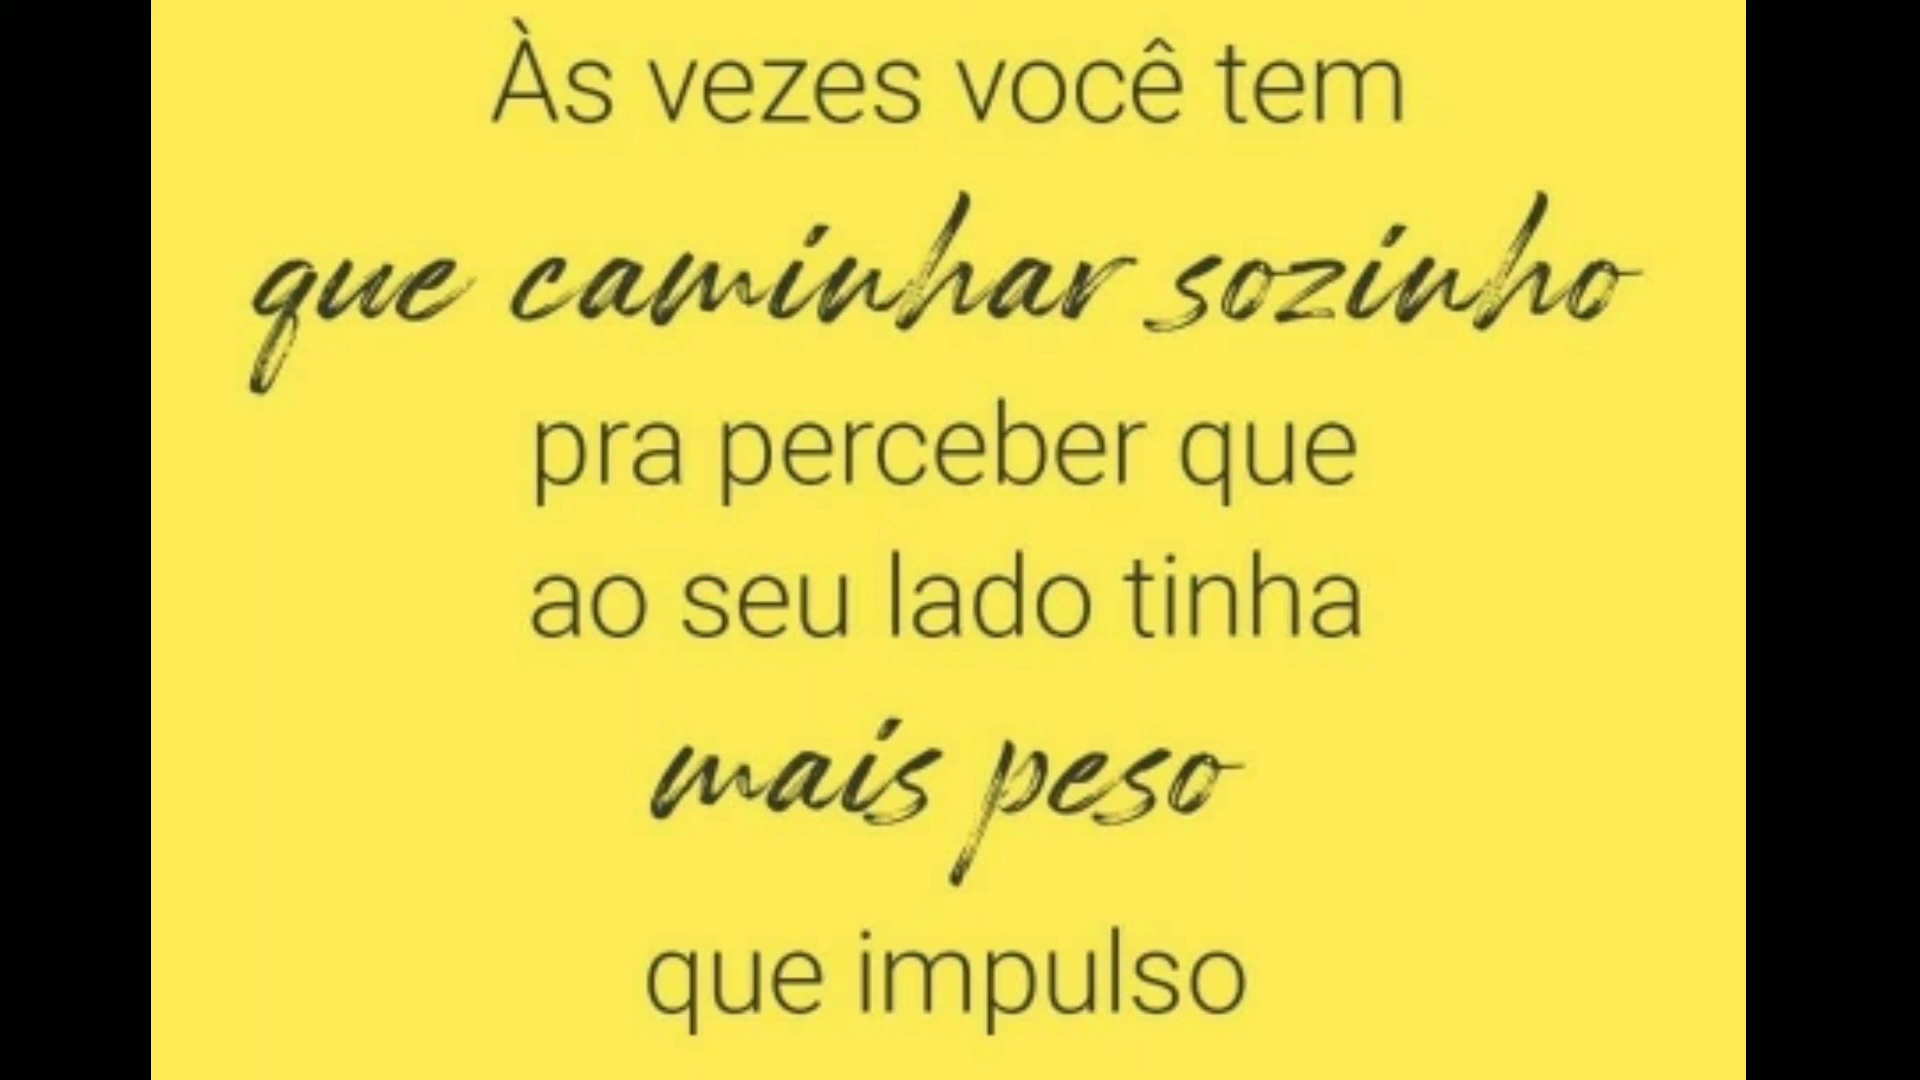 Às vezes você tem
que caminhar sozinho
pra perceber que
ao seu lado tinha
mais peso
que impulso